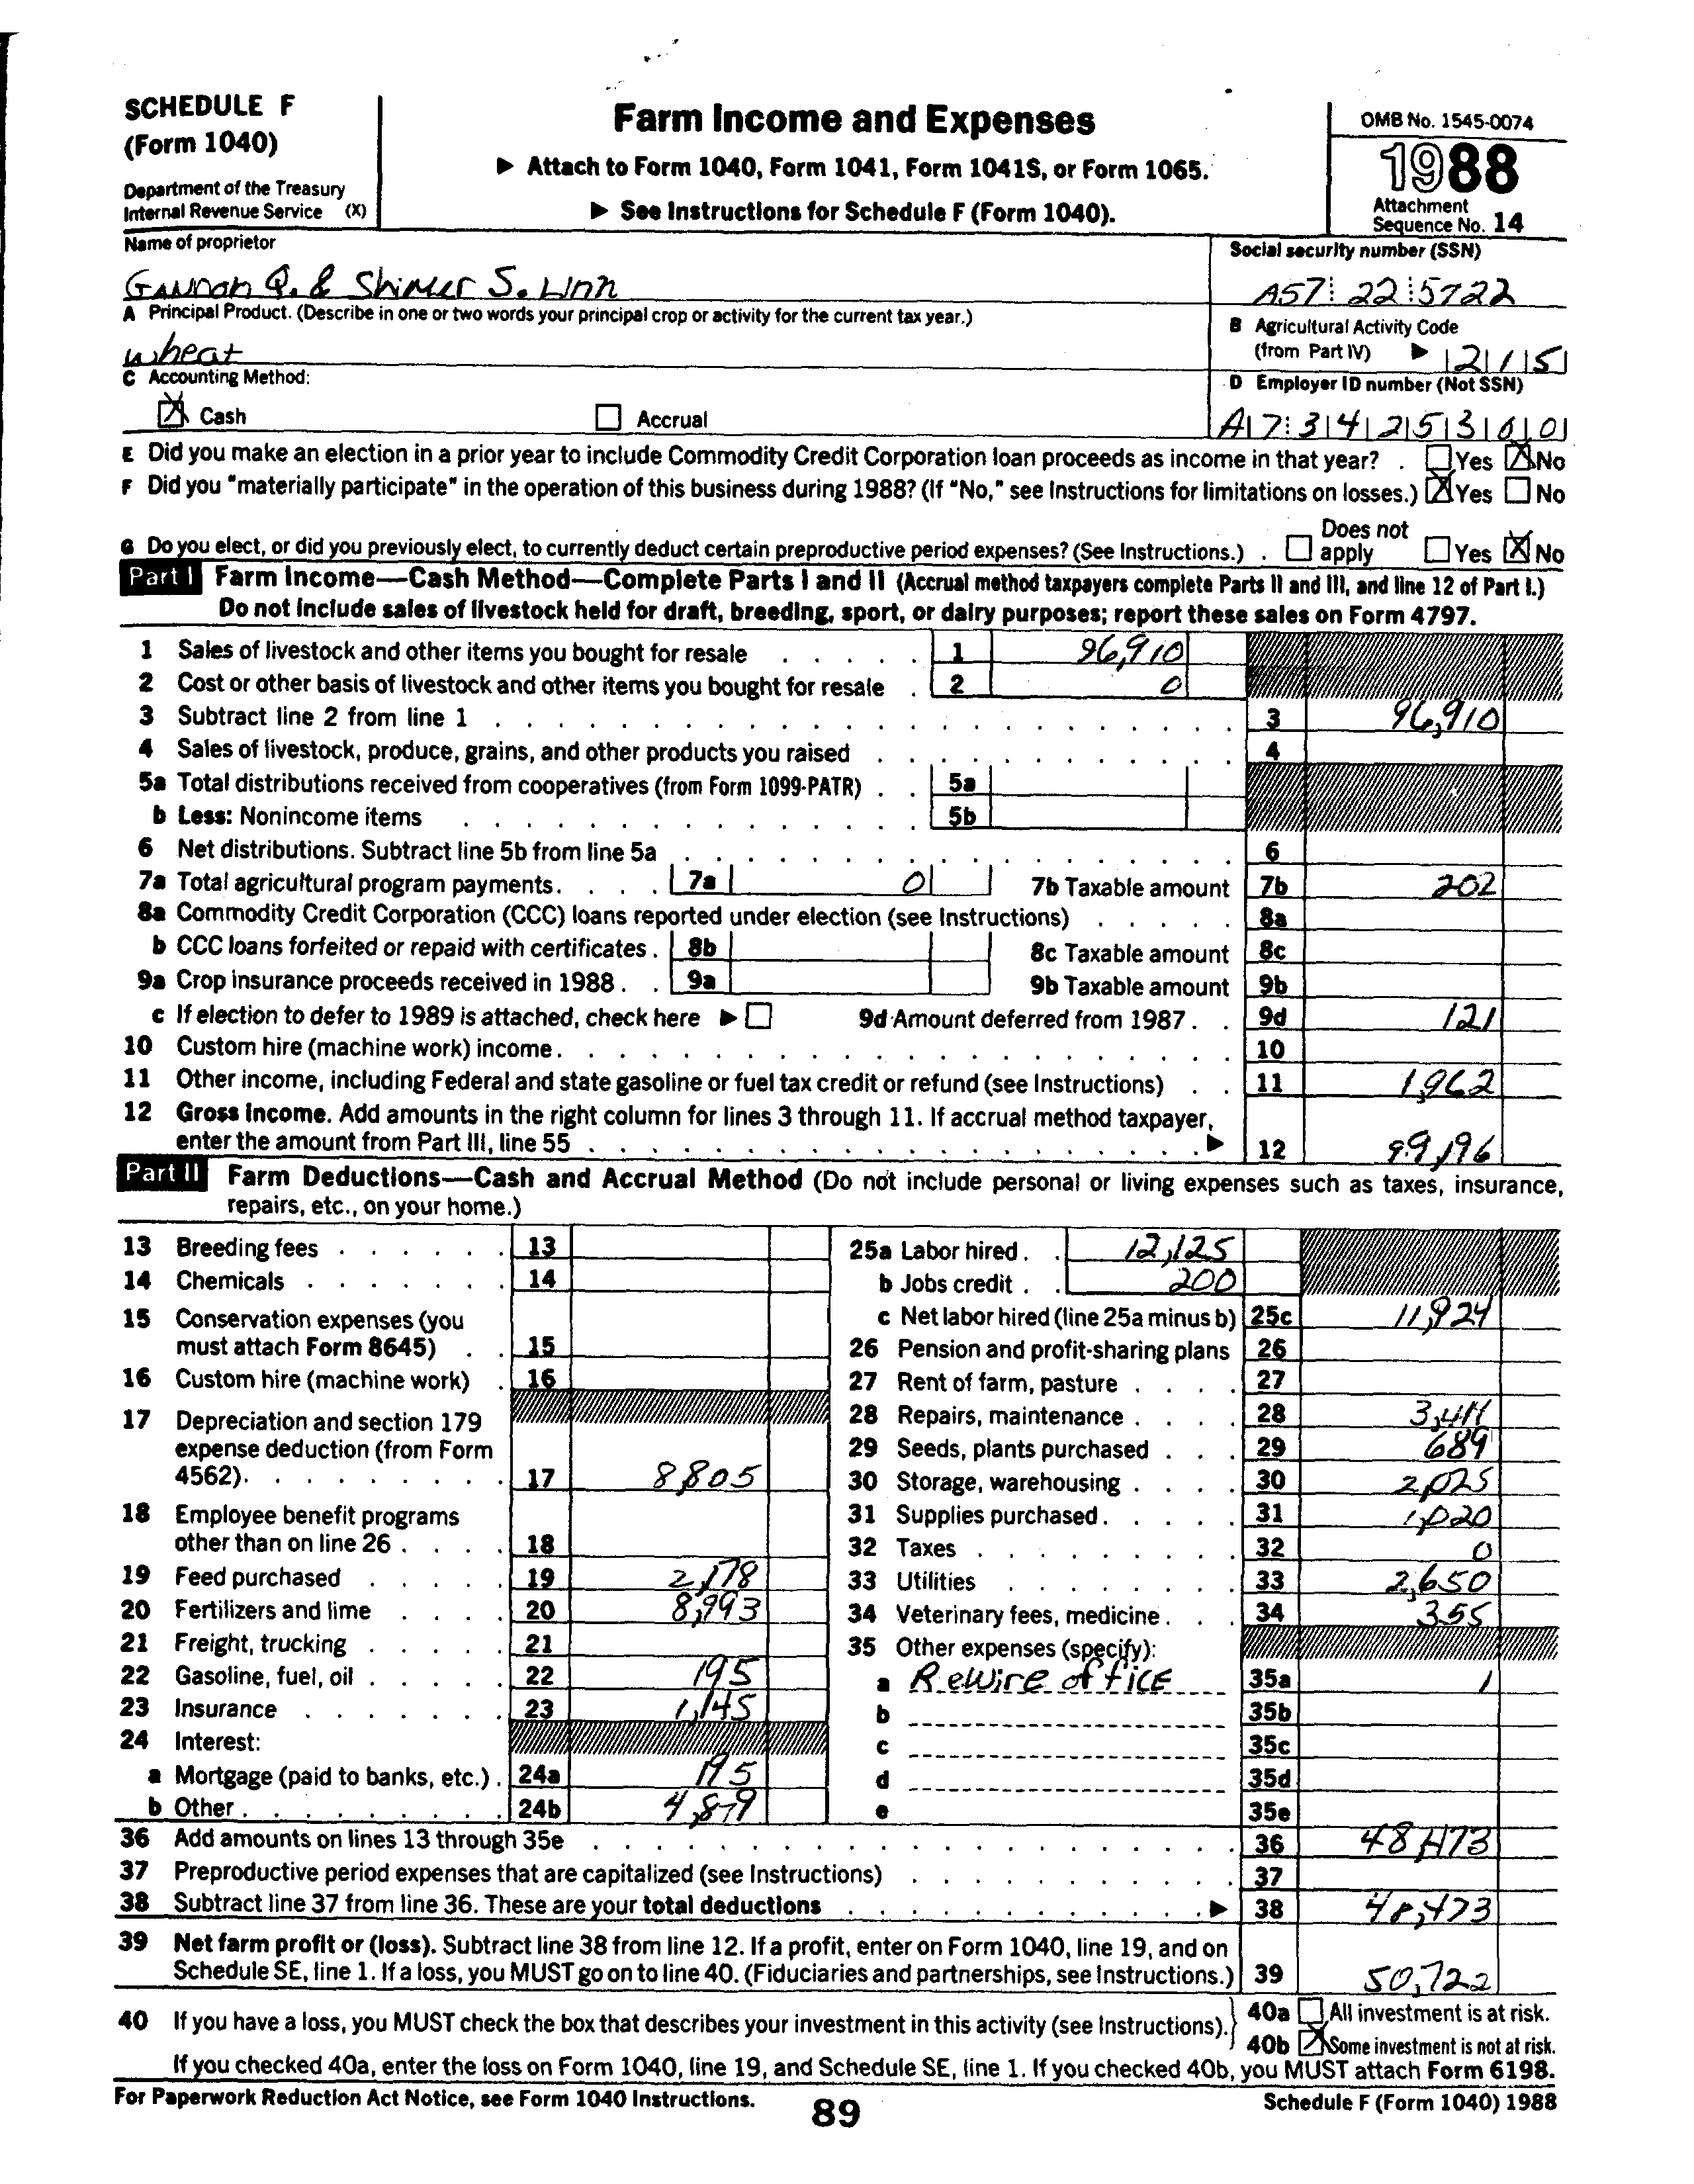 SCHEDULE F
(Form 1040)
Department of the Treasury
Internal Revenue Service (X)
Farm Income and Expenses
▶ Attach to Form 1040, Form 1041, Form 1041S, or Form 1065.
▶ See Instructions for Schedule F (Form 1040).
OMB No. 1545-0074
1988
Attachment
Sequence No. 14
Name of proprietor
Q. & S. Linn
Social security number (SSN)
A57 22 5722
A Principal Product. (Describe in one or two words your principal crop or activity for the current tax year.)
wheat
B Agricultural Activity Code
(from Part IV) ▶ 2 1 5
C Accounting Method:
Cash Accrual
D Employer ID number (Not SSN)
A 7 3 4 2 5 3 0 0
E Did you make an election in a prior year to include Commodity Credit Corporation loan proceeds as income in that year? . Yes No
F Did you "materially participate" in the operation of this business during 1988? (If "No," see Instructions for limitations on losses.) Yes No
G Do you elect, or did you previously elect, to currently deduct certain preproductive period expenses? (See Instructions.) . Does not apply Yes No
Part I Farm Income—Cash Method—Complete Parts I and II (Accrual method taxpayers complete Parts II and III, and line 12 of Part I.)
Do not include sales of livestock held for draft, breeding, sport, or dairy purposes; report these sales on Form 4797.
1 Sales of livestock and other items you bought for resale 1 96,910
2 Cost or other basis of livestock and other items you bought for resale 2 0
3 Subtract line 2 from line 1 3 96,910
4 Sales of livestock, produce, grains, and other products you raised 4
5a Total distributions received from cooperatives (from Form 1099-PATR) 5a
b Less: Nonincome items 5b
6 Net distributions. Subtract line 5b from line 5a 6
7a Total agricultural program payments. 7a 0 7b Taxable amount 7b 202
8a Commodity Credit Corporation (CCC) loans reported under election (see Instructions) 8a
b CCC loans forfeited or repaid with certificates. 8b 8c Taxable amount 8c
9a Crop insurance proceeds received in 1988. 9a 9b Taxable amount 9b
c If election to defer to 1989 is attached, check here ▶ 9d Amount deferred from 1987. 9d 121
10 Custom hire (machine work) income. 10
11 Other income, including Federal and state gasoline or fuel tax credit or refund (see Instructions) 11 1,962
12 Gross Income. Add amounts in the right column for lines 3 through 11. If accrual method taxpayer,
enter the amount from Part III, line 55 ▶ 12 99,196
Part II Farm Deductions—Cash and Accrual Method (Do not include personal or living expenses such as taxes, insurance,
repairs, etc., on your home.)
13 Breeding fees 13
14 Chemicals 14
15 Conservation expenses (you
must attach Form 8645) 15
16 Custom hire (machine work) 16
17 Depreciation and section 179
expense deduction (from Form
4562). 17 8805
18 Employee benefit programs
other than on line 26 18
19 Feed purchased 19 2,178
20 Fertilizers and lime 20 8,993
21 Freight, trucking 21
22 Gasoline, fuel, oil 22 195
23 Insurance 23 1,145
24 Interest:
a Mortgage (paid to banks, etc.) 24a 195
b Other 24b 4,879
25a Labor hired. 12,125
b Jobs credit 200
c Net labor hired (line 25a minus b) 25c 11,924
26 Pension and profit-sharing plans 26
27 Rent of farm, pasture 27
28 Repairs, maintenance 28 3,411
29 Seeds, plants purchased 29 689
30 Storage, warehousing 30 2,025
31 Supplies purchased. 31 1,020
32 Taxes 32 0
33 Utilities 33 2,650
34 Veterinary fees, medicine. 34 355
35 Other expenses (specify):
a Rewire office 35a 1
b 35b
c 35c
d 35d
e 35e
36 Add amounts on lines 13 through 35e 36 48,473
37 Preproductive period expenses that are capitalized (see Instructions) 37
38 Subtract line 37 from line 36. These are your total deductions ▶ 38 48,473
39 Net farm profit or (loss). Subtract line 38 from line 12. If a profit, enter on Form 1040, line 19, and on
Schedule SE, line 1. If a loss, you MUST go on to line 40. (Fiduciaries and partnerships, see Instructions.) 39 50,722
40 If you have a loss, you MUST check the box that describes your investment in this activity (see Instructions). 40a All investment is at risk.
40b Some investment is not at risk.
If you checked 40a, enter the loss on Form 1040, line 19, and Schedule SE, line 1. If you checked 40b, you MUST attach Form 6198.
For Paperwork Reduction Act Notice, see Form 1040 Instructions.
89
Schedule F (Form 1040) 1988